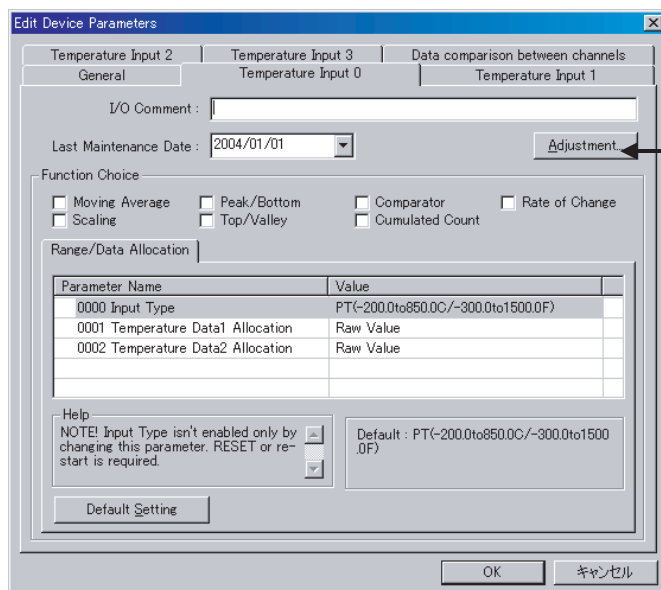 Edit Device Parameters
Temperature Input 2
Temperature Input 3
Data comparison between channels
General
Temperature Input 0
Temperature Input 1
I/O Comment :
Last Maintenance Date :
2004/01/01
Adjustment...
Function Choice
Moving Average
Peak/Bottom
Comparator
Rate of Change
Scaling
Top/Valley
Cumulated Count
Range/Data Allocation
Parameter Name
Value
0000 Input Type
PT(-200.0to850.0C/-300.0to1500.0F)
0001 Temperature Data1 Allocation
Raw Value
0002 Temperature Data2 Allocation
Raw Value
Help
NOTE! Input Type isn't enabled only by
changing this parameter. RESET or re-
start is required.
Default : PT(-200.0to850.0C/-300.0to1500
.0F)
Default Setting
OK
キャンセル